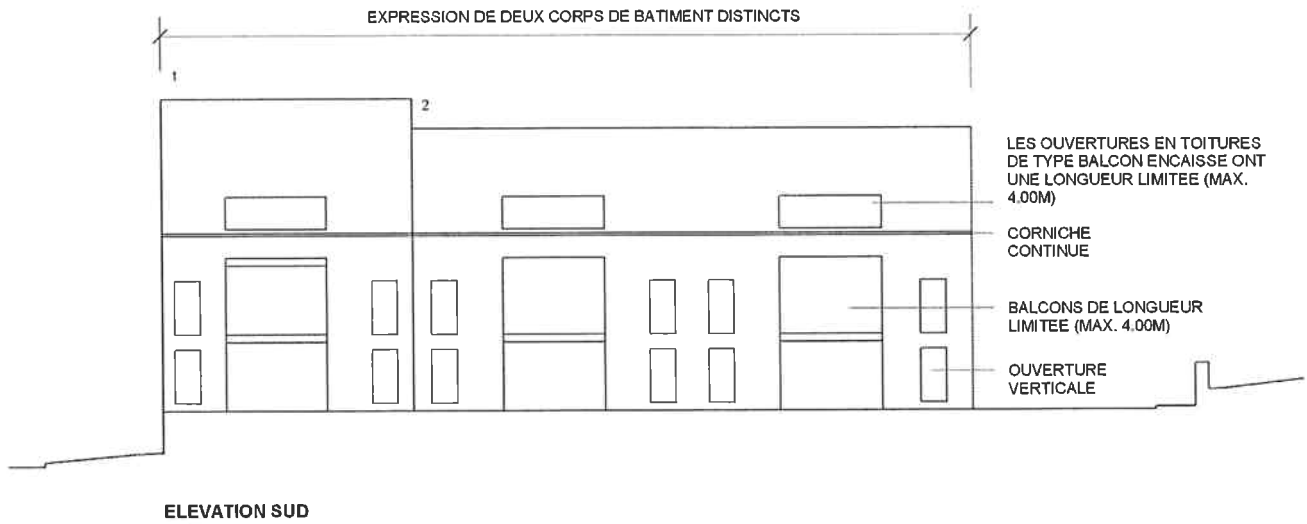 EXPRESSION DE DEUX CORPS DE BATIMENT DISTINCTS
1
2
LES OUVERTURES EN TOITURES
DE TYPE BALCON ENCAISSE ONT
UNE LONGUEUR LIMITEE (MAX.
4.00M)
CORNICHE
CONTINUE
BALCONS DE LONGUEUR
LIMITEE (MAX. 4.00M)
OUVERTURE
VERTICALE
ELEVATION SUD